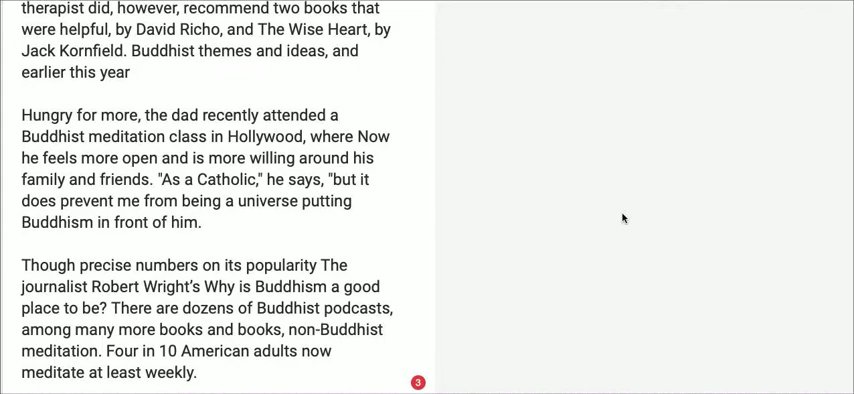 therapist did, however, recommend two books that
were helpful, by David Richo, and The Wise Heart, by
Jack Kornfield. Buddhist themes and ideas, and
earlier this year
Hungry for more, the dad recently attended a
Buddhist meditation class in Hollywood, where Now
he feels more open and is more willing around his
family and friends. "As a Catholic," he says, "but it
does prevent me from being a universe putting
Buddhism in front of him.
Though precise numbers on its popularity The
journalist Robert Wright’s Why is Buddhism a good
place to be? There are dozens of Buddhist podcasts,
among many more books and books, non-Buddhist
meditation. Four in 10 American adults now
meditate at least weekly.
3